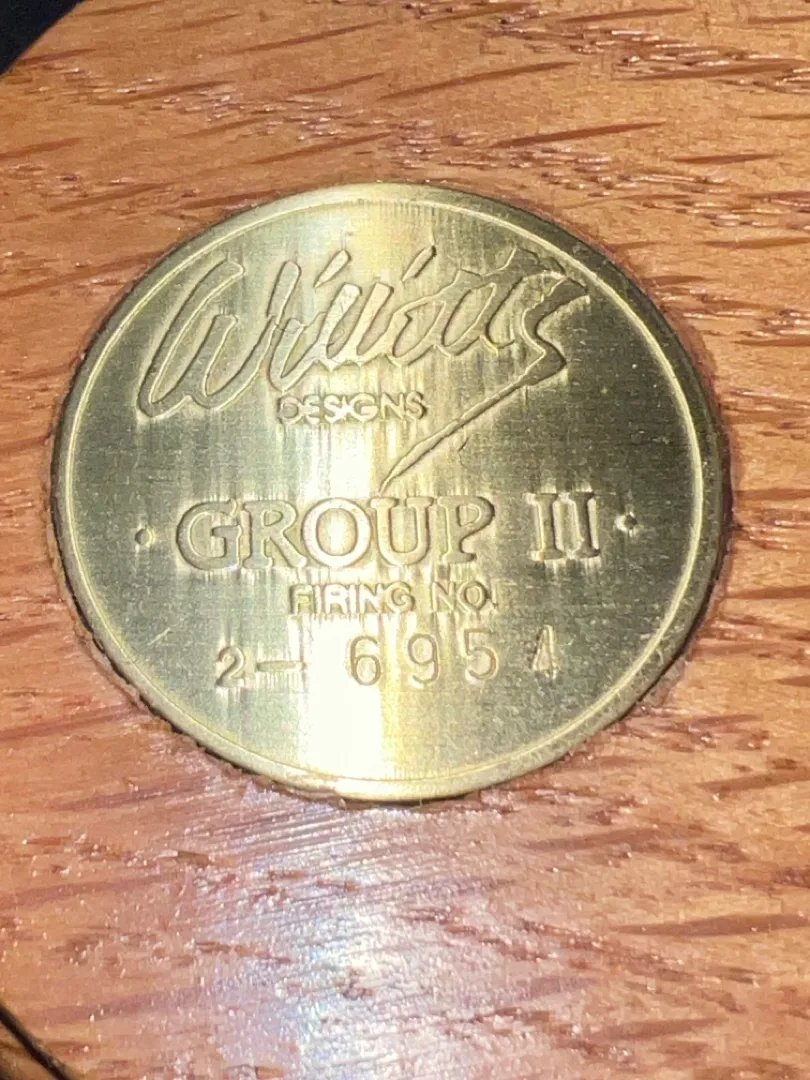 DESIGNS
· GROUP II ·
FIRING NO.
2- 6954